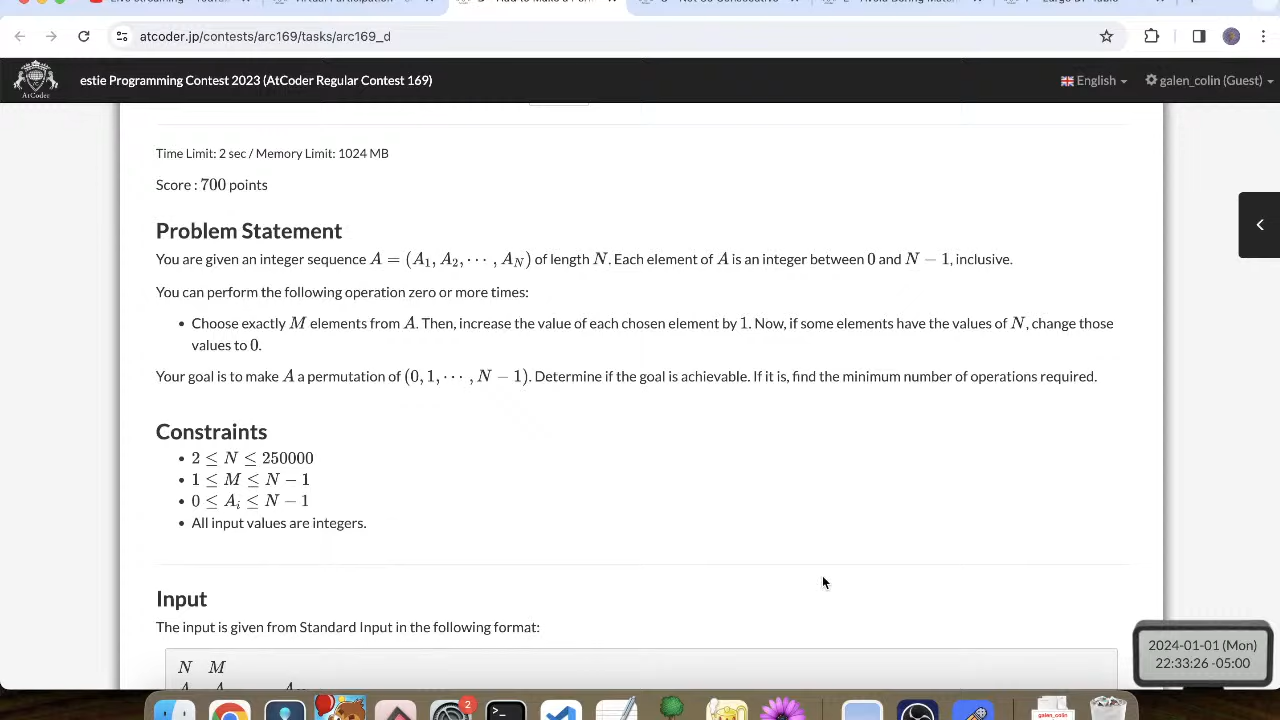 atcoder.jp/contests/arc169/tasks/arc169_d
estie Programming Contest 2023 (AtCoder Regular Contest 169)
English
galen_colin (Guest)
Time Limit: 2 sec / Memory Limit: 1024 MB
Score : 700 points
Problem Statement
You are given an integer sequence A = (A₁, A₂, ⋯ , A_N) of length N. Each element of A is an integer between 0 and N − 1, inclusive.
You can perform the following operation zero or more times:
• Choose exactly M elements from A. Then, increase the value of each chosen element by 1. Now, if some elements have the values of N, change those
values to 0.
Your goal is to make A a permutation of (0, 1, ⋯ , N − 1). Determine if the goal is achievable. If it is, find the minimum number of operations required.
Constraints
• 2 ≤ N ≤ 250000
• 1 ≤ M ≤ N − 1
• 0 ≤ A_i ≤ N − 1
• All input values are integers.
Input
The input is given from Standard Input in the following format:
N M
2024-01-01 (Mon)
22:33:26 -05:00
2
galen_colin